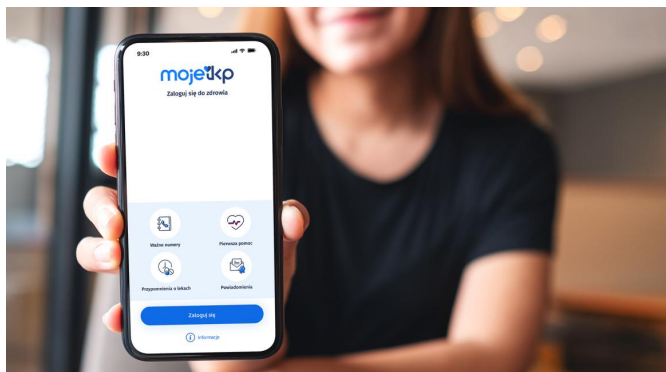 9:30
mojeikp
Zaloguj się do zdrowia
Ważne numery
Pierwsza pomoc
Przypomnienia o lekach
Powiadomienia
Zaloguj się
Informacje